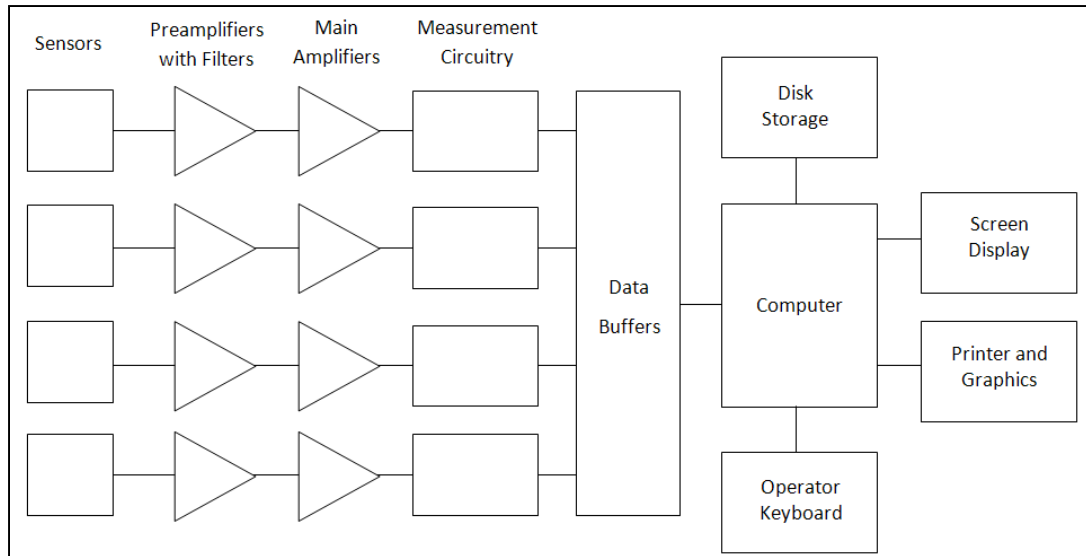 Sensors
Preamplifiers
with Filters
Main
Amplifiers
Measurement
Circuitry
Disk
Storage
Screen
Display
Data
Buffers
Computer
Printer and
Graphics
Operator
Keyboard